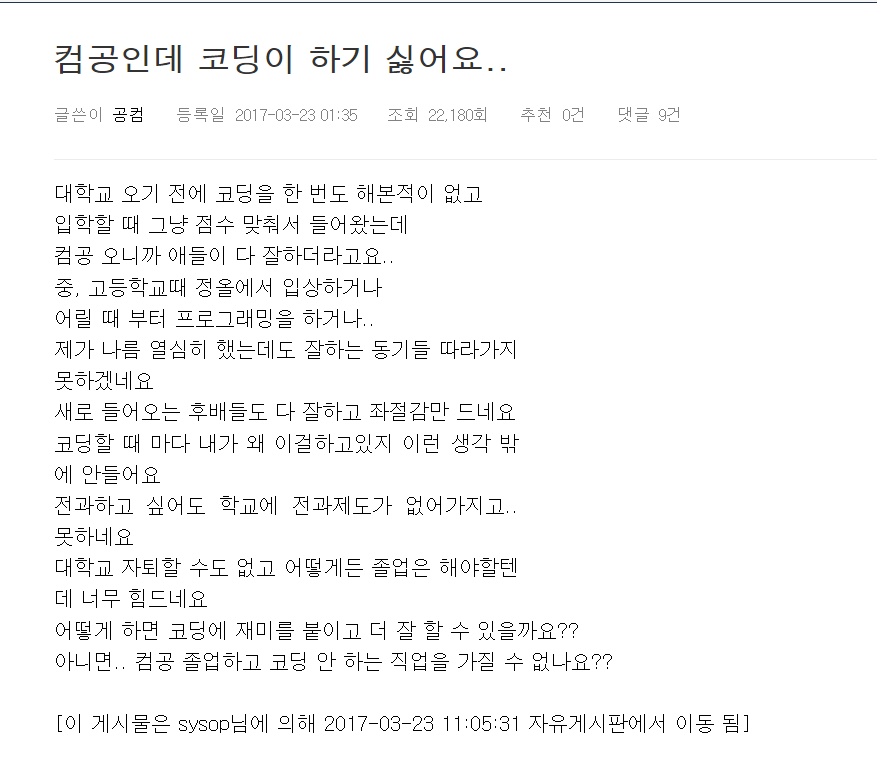 컴공인데 코딩이 하기 싫어요..
글쓴이 공컴 등록일 2017-03-23 01:35 조회 22,180회 추천 0건 댓글 9건
대학교 오기 전에 코딩을 한 번도 해본적이 없고
입학할 때 그냥 점수 맞춰서 들어왔는데
컴공 오니까 애들이 다 잘하더라고요..
중, 고등학교때 정올에서 입상하거나
어릴 때 부터 프로그래밍을 하거나..
제가 나름 열심히 했는데도 잘하는 동기들 따라가지
못하겠네요
새로 들어오는 후배들도 다 잘하고 좌절감만 드네요
코딩할 때 마다 내가 왜 이걸하고있지 이런 생각 밖
에 안들어요
전과하고 싶어도 학교에 전과제도가 없어가지고..
못하네요
대학교 자퇴할 수도 없고 어떻게든 졸업은 해야할텐
데 너무 힘드네요
어떻게 하면 코딩에 재미를 붙이고 더 잘 할 수 있을까요??
아니면.. 컴공 졸업하고 코딩 안 하는 직업을 가질 수 없나요??
[이 게시물은 sysop님에 의해 2017-03-23 11:05:31 자유게시판에서 이동 됨]